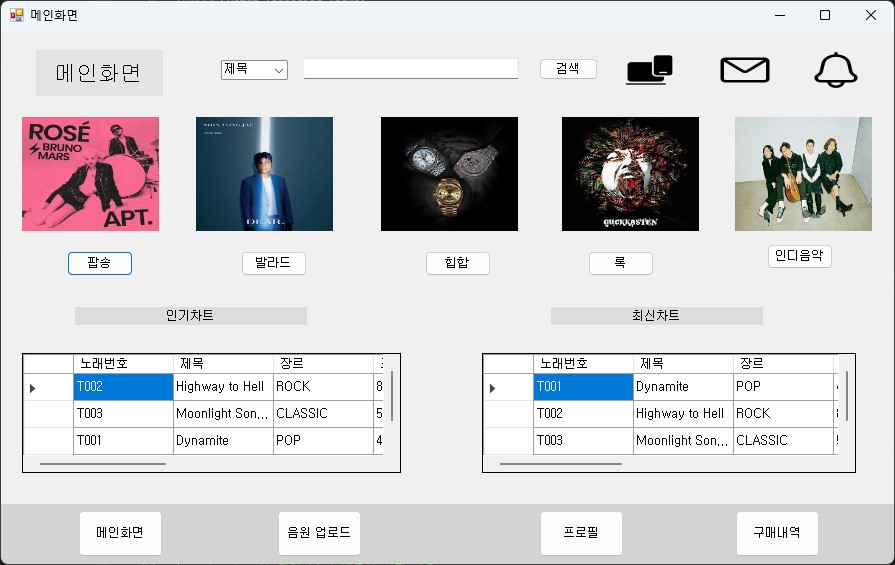 메인화면
메인화면
제목
검색
ROSÉ
BRUNO
MARS
APT.
DEAR.
GUCKKASTEN
팝송
발라드
힙합
록
인디음악
인기차트
최신차트
노래번호 제목 장르
T002 Highway to Hell ROCK 8
T003 Moonlight Son... CLASSIC 5
T001 Dynamite POP 4
노래번호 제목 장르
T001 Dynamite POP
T002 Highway to Hell ROCK
T003 Moonlight Son... CLASSIC
메인화면
음원 업로드
프로필
구매내역